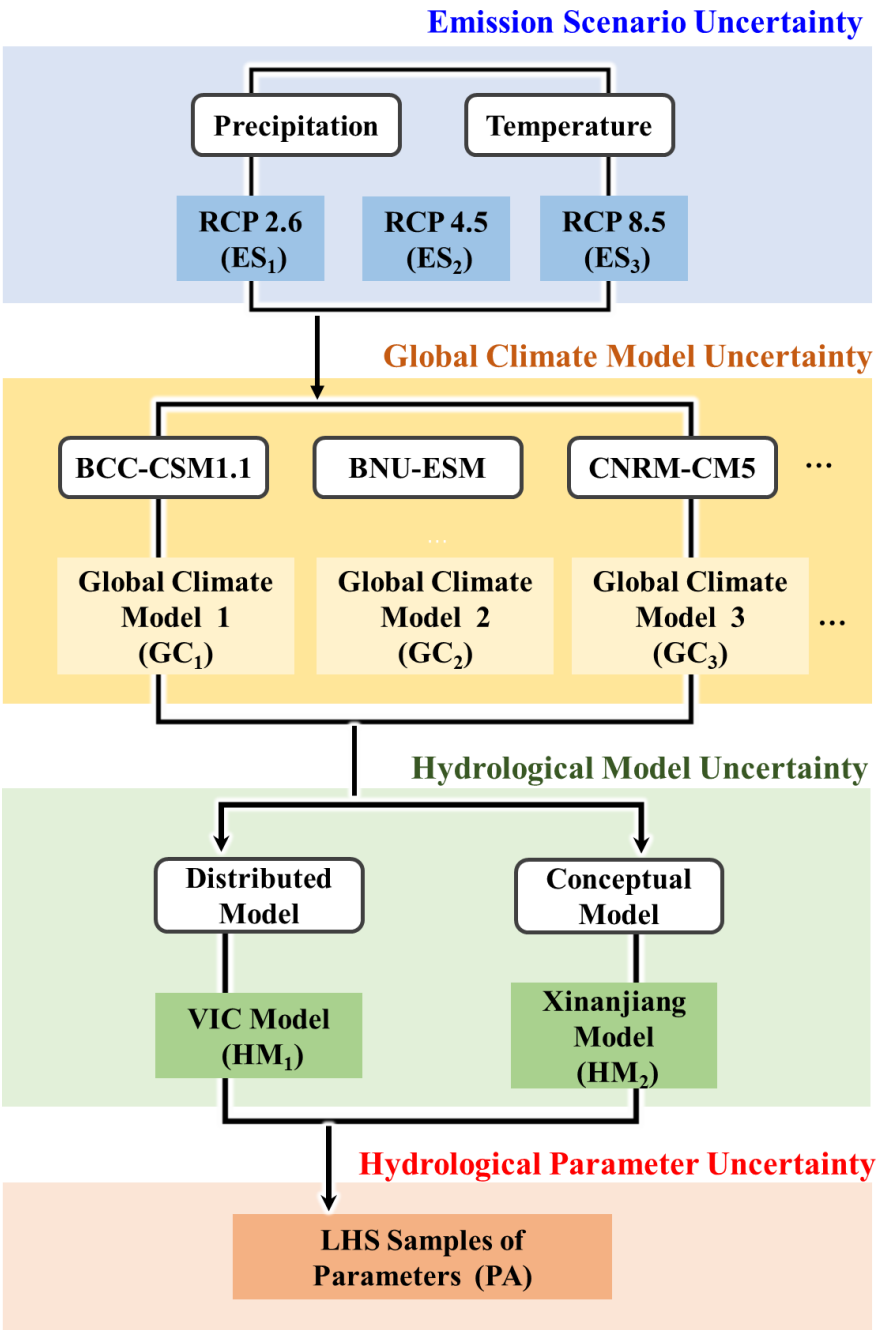 Emission Scenario Uncertainty
Precipitation
Temperature
RCP 2.6
(ES₁)
RCP 4.5
(ES₂)
RCP 8.5
(ES₃)
Global Climate Model Uncertainty
BCC-CSM1.1
BNU-ESM
CNRM-CM5
...
...
Global Climate
Model 1
(GC₁)
Global Climate
Model 2
(GC₂)
Global Climate
Model 3
(GC₃)
...
Hydrological Model Uncertainty
Distributed
Model
Conceptual
Model
VIC Model
(HM₁)
Xinanjiang
Model
(HM₂)
Hydrological Parameter Uncertainty
LHS Samples of
Parameters (PA)